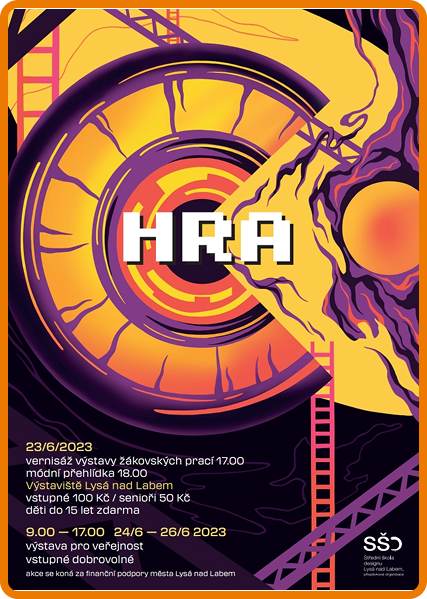 HRA
23/6/2023
vernisáž výstavy žákovských prací 17.00
módní přehlídka 18.00
Výstaviště Lysá nad Labem
vstupné 100 Kč / senioři 50 Kč
děti do 15 let zdarma
9.00 — 17.00 24/6 — 26/6 2023
výstava pro veřejnost
vstupné dobrovolné
akce se koná za finanční podpory města Lysá nad Labem
SŠD
Střední škola
designu
Lysá nad Labem,
příspěvková organizace